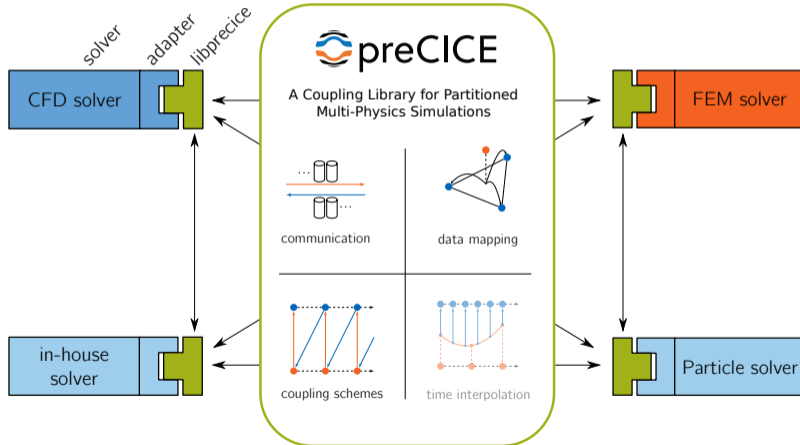 solver
adapter
libprecice
preCICE
A Coupling Library for Partitioned
Multi-Physics Simulations
CFD solver
FEM solver
...
...
communication
data mapping
in-house
solver
Particle solver
coupling schemes
time interpolation